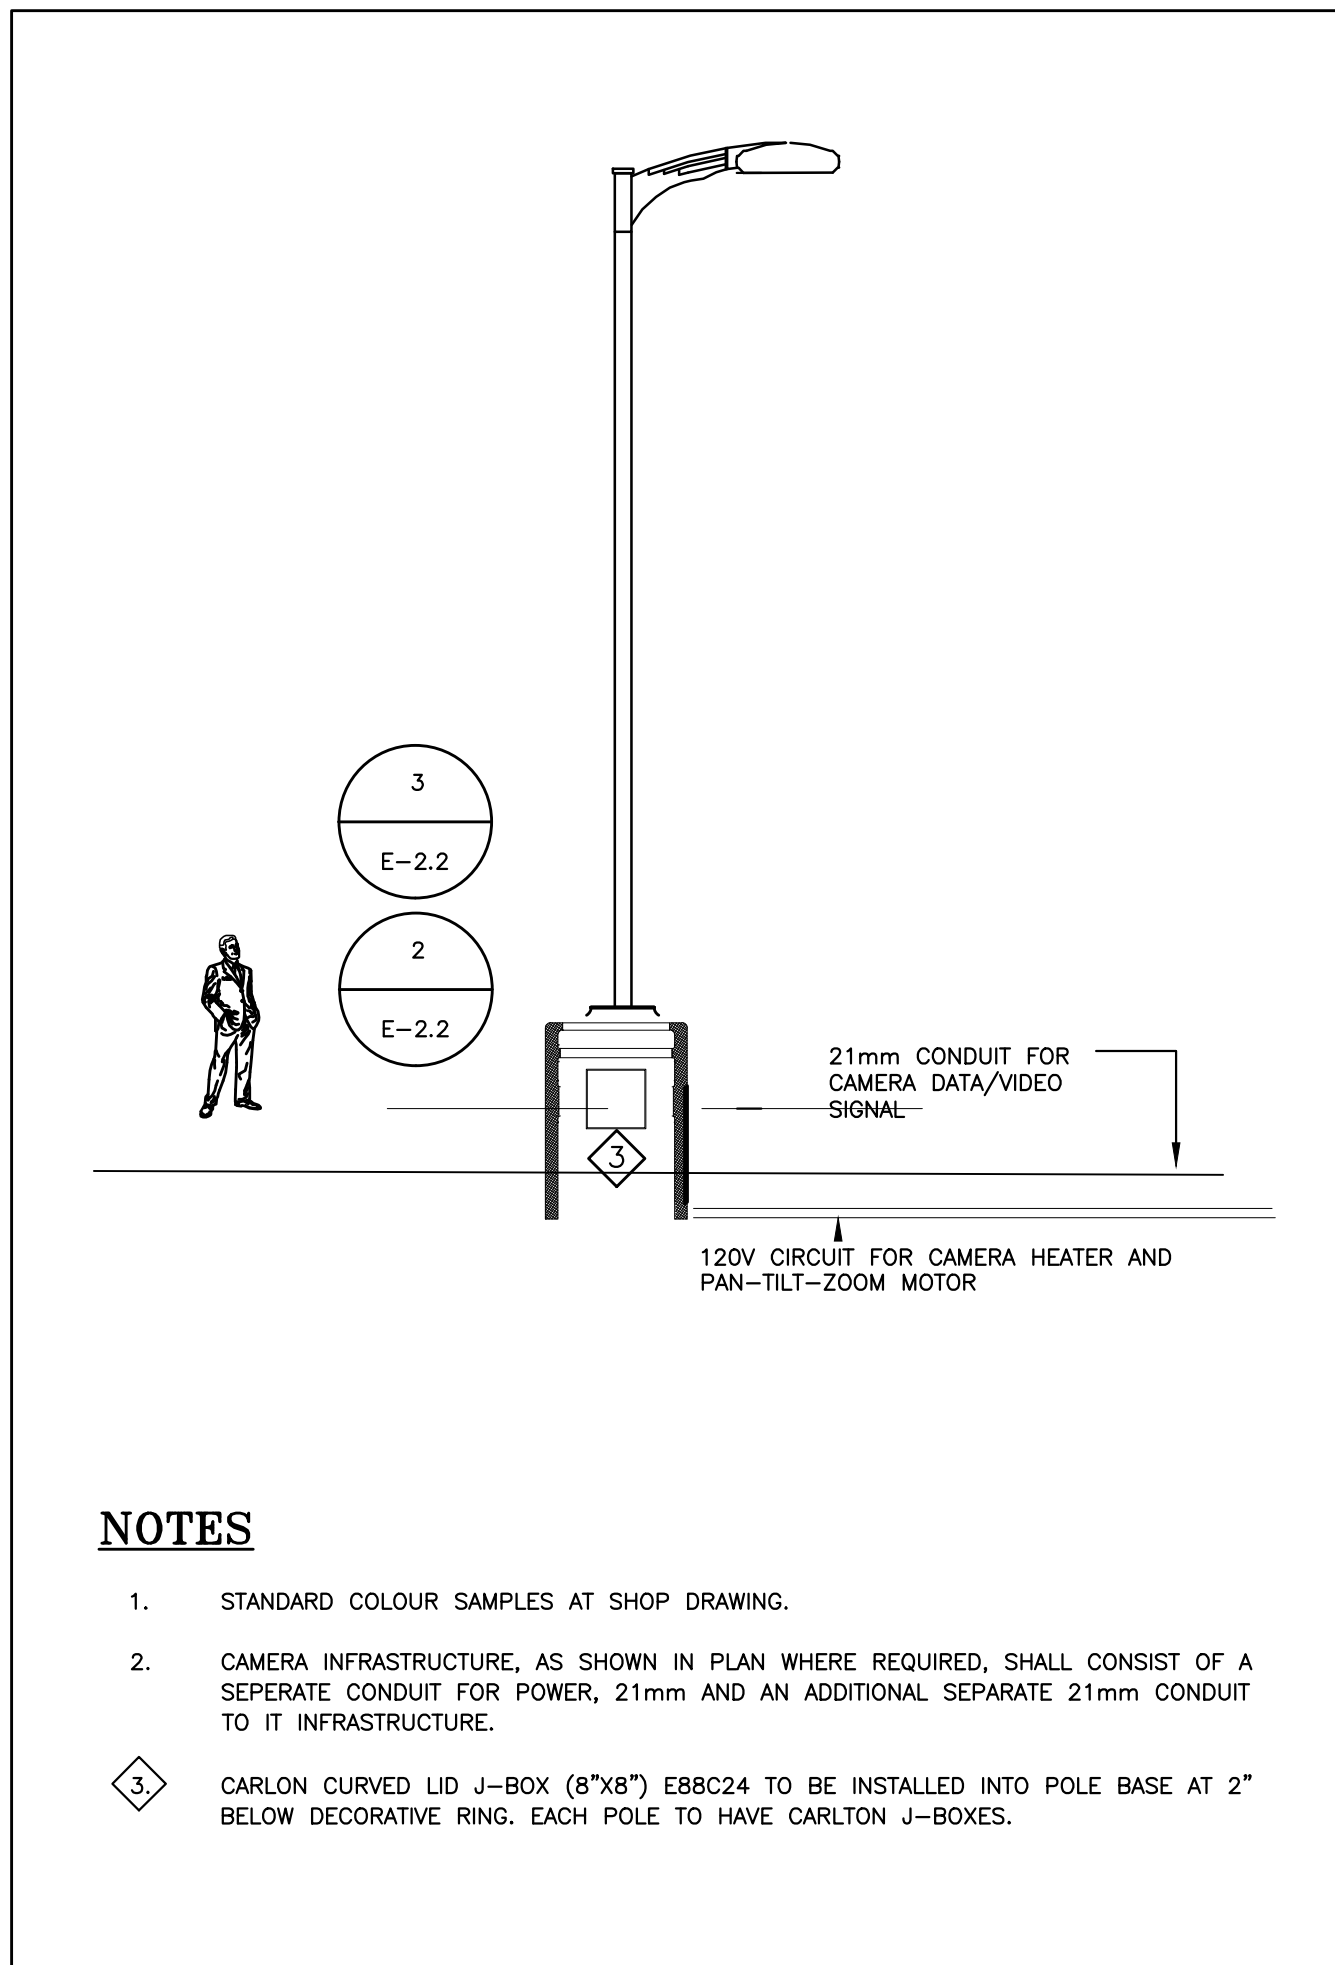 3
E-2.2
2
E-2.2
21mm CONDUIT FOR
CAMERA DATA/VIDEO
SIGNAL
3
120V CIRCUIT FOR CAMERA HEATER AND
PAN-TILT-ZOOM MOTOR
NOTES
1. STANDARD COLOUR SAMPLES AT SHOP DRAWING.
2. CAMERA INFRASTRUCTURE, AS SHOWN IN PLAN WHERE REQUIRED, SHALL CONSIST OF A
SEPERATE CONDUIT FOR POWER, 21mm AND AN ADDITIONAL SEPARATE 21mm CONDUIT
TO IT INFRASTRUCTURE.
3. CARLON CURVED LID J-BOX (8"X8") E88C24 TO BE INSTALLED INTO POLE BASE AT 2"
BELOW DECORATIVE RING. EACH POLE TO HAVE CARLTON J-BOXES.